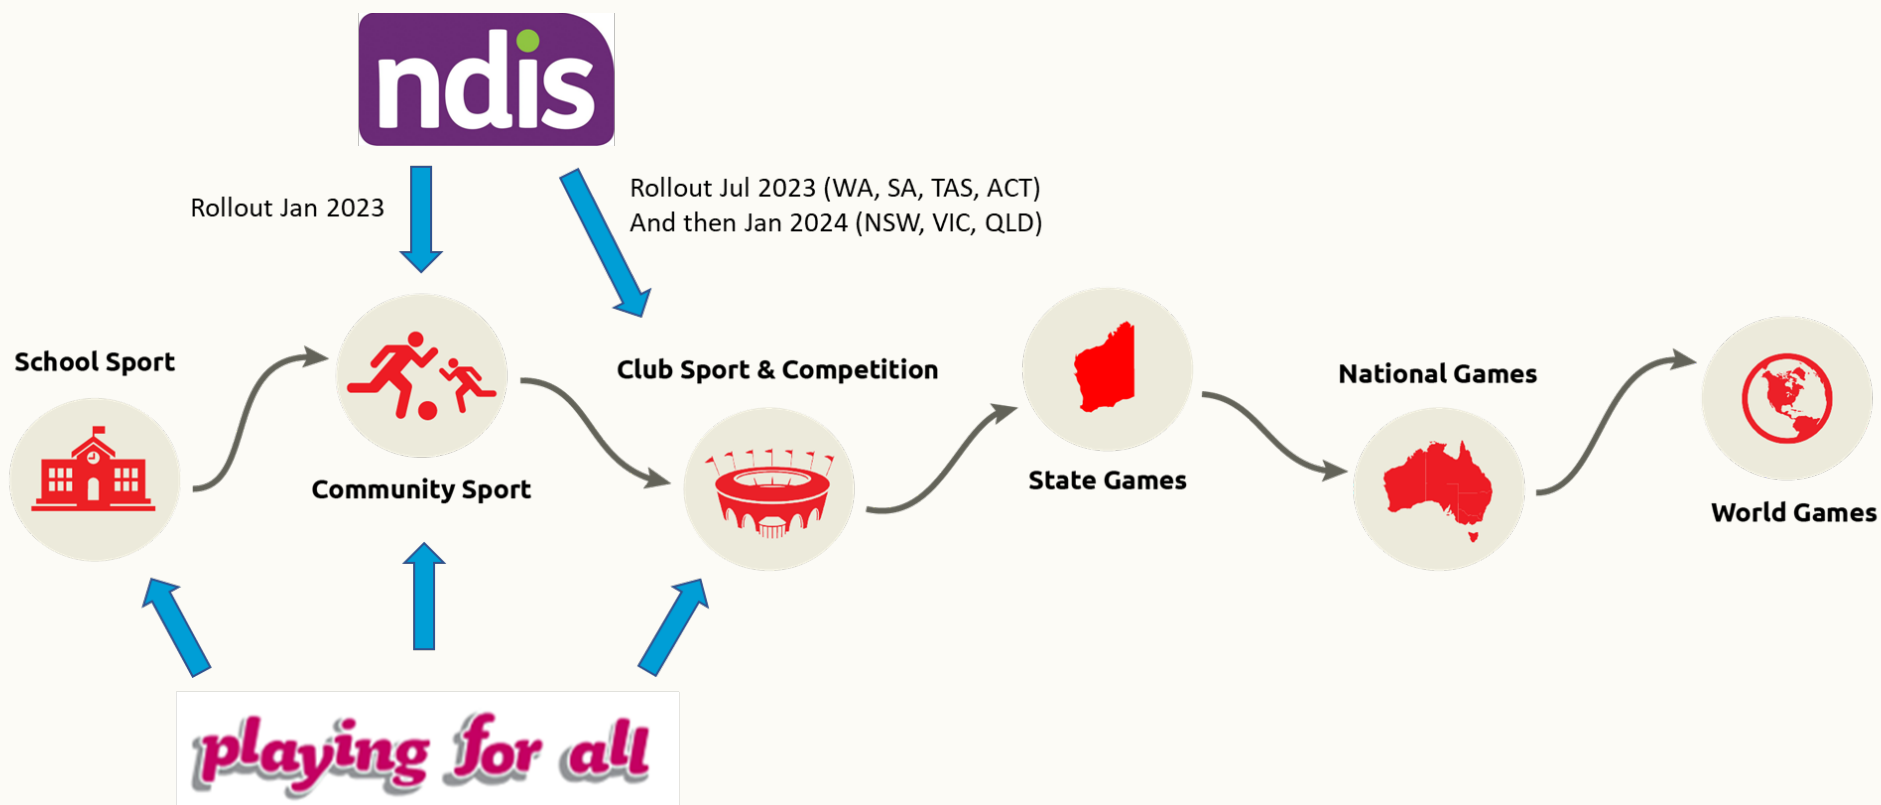 ndis
Rollout Jan 2023
Rollout Jul 2023 (WA, SA, TAS, ACT)
And then Jan 2024 (NSW, VIC, QLD)
School Sport
Community Sport
Club Sport & Competition
State Games
National Games
World Games
playing for all